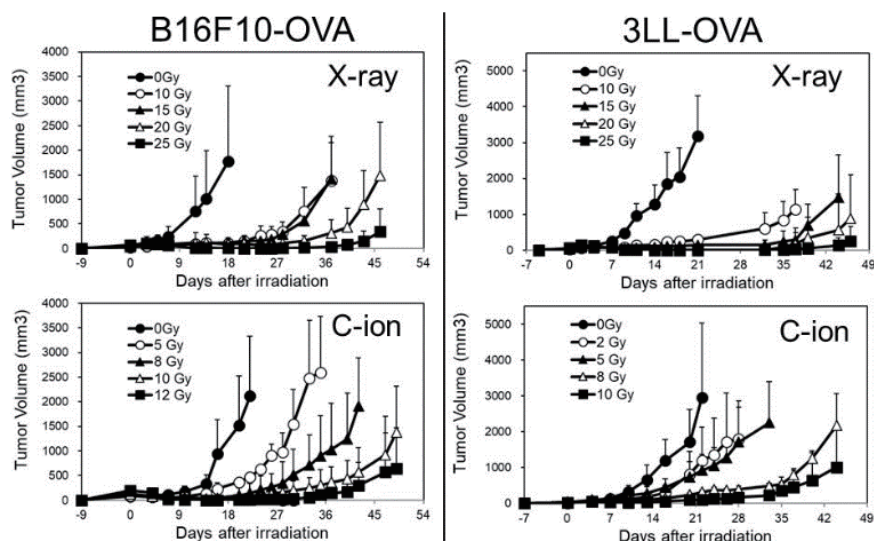 B16F10-OVA
X-ray
Tumor Volume (mm3)
4000
3500
3000
2500
2000
1500
1000
500
0
0Gy
10 Gy
15 Gy
20 Gy
25 Gy
-9 0 9 18 27 36 45 54
Days after irradiation
C-ion
Tumor Volume (mm3)
4000
3500
3000
2500
2000
1500
1000
500
0
0Gy
5 Gy
8 Gy
10 Gy
12 Gy
-9 0 9 18 27 36 45 54
Days after irradiation
3LL-OVA
X-ray
Tumor Volume (mm3)
5000
4000
3000
2000
1000
0
0Gy
10 Gy
15 Gy
20 Gy
25 Gy
-7 0 7 14 21 28 35 42 49
Days after irradiation
C-ion
Tumor Volume (mm3)
5000
4000
3000
2000
1000
0
0Gy
2 Gy
5 Gy
8 Gy
10 Gy
-7 0 7 14 21 28 35 42 49
Days after irradiation